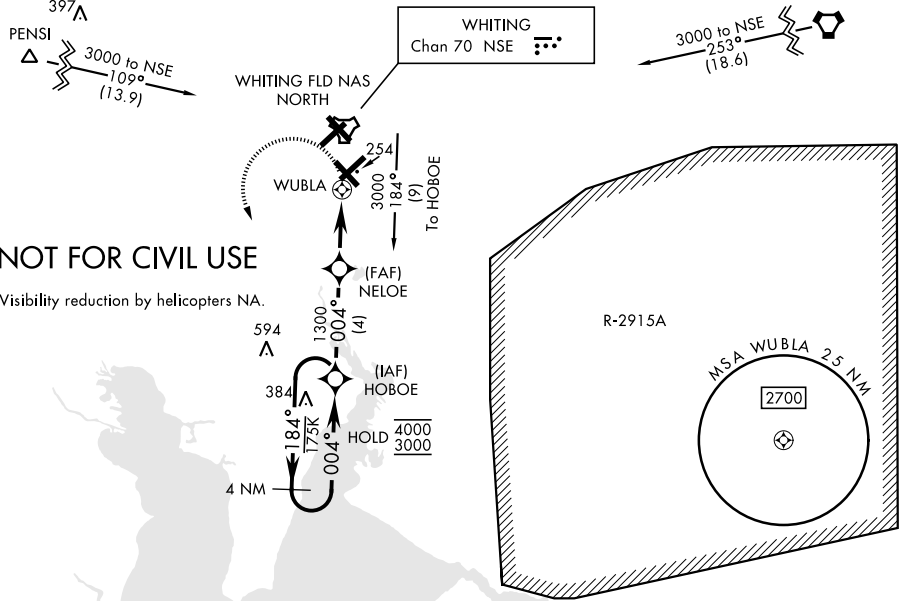 397
PENSI
3000 to NSE
109°
(13.9)
WHITING
Chan 70 NSE
3000 to NSE
253°
(18.6)
WHITING FLD NAS
NORTH
254
WUBLA
3000
184°
(9)
To HOBOE
NOT FOR CIVIL USE
Visibility reduction by helicopters NA.
(FAF)
NELOE
1300
004°
(4)
594
(IAF)
HOBOE
384
184°
175K
004°
HOLD
4000
3000
4 NM
R-2915A
MSA WUBLA 25 NM
2700